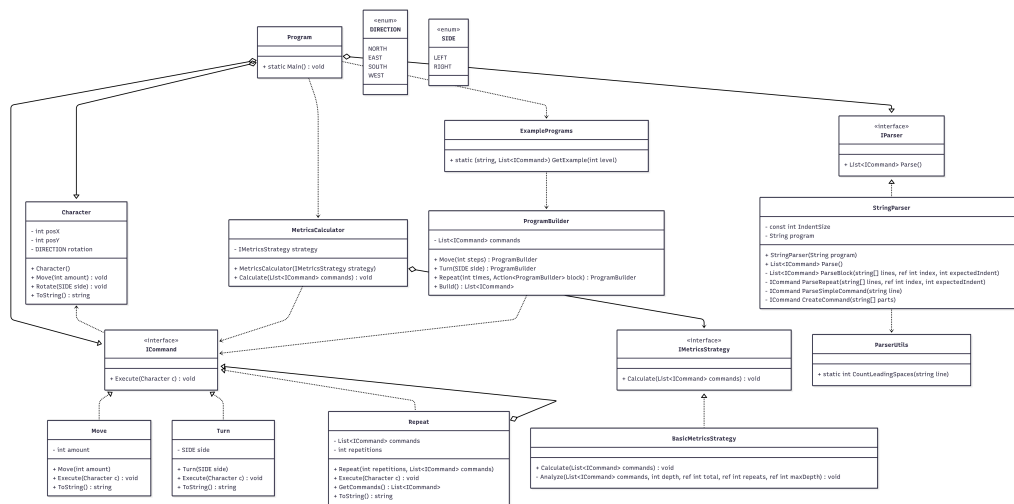 Program
+ static Main() : void
«enum»
DIRECTION
NORTH
EAST
SOUTH
WEST
«enum»
SIDE
LEFT
RIGHT
ExamplePrograms
+ static (string, List<ICommand>) GetExample(int level)
«interface»
IParser
+ List<ICommand> Parse()
Character
- int posX
- int posY
- DIRECTION rotation
+ Character()
+ Move(int amount) : void
+ Rotate(SIDE side) : void
+ ToString() : string
MetricsCalculator
- IMetricsStrategy strategy
+ MetricsCalculator(IMetricsStrategy strategy)
+ Calculate(List<ICommand> commands) : void
ProgramBuilder
- List<ICommand> commands
+ Move(int steps) : ProgramBuilder
+ Turn(SIDE side) : ProgramBuilder
+ Repeat(int times, Action<ProgramBuilder> block) : ProgramBuilder
+ Build() : List<ICommand>
StringParser
- const int IndentSize
- String program
+ StringParser(String program)
+ List<ICommand> Parse()
- List<ICommand> ParseBlock(string[] lines, ref int index, int expectedIndent)
- ICommand ParseRepeat(string[] lines, ref int index, int expectedIndent)
- ICommand ParseSimpleCommand(string line)
- ICommand CreateCommand(string[] parts)
«interface»
ICommand
+ Execute(Character c) : void
«interface»
IMetricsStrategy
+ Calculate(List<ICommand> commands) : void
ParserUtils
+ static int CountLeadingSpaces(string line)
Move
- int amount
+ Move(int amount)
+ Execute(Character c) : void
+ ToString() : string
Turn
- SIDE side
+ Turn(SIDE side)
+ Execute(Character c) : void
+ ToString() : string
Repeat
- List<ICommand> commands
- int repetitions
+ Repeat(int repetitions, List<ICommand> commands)
+ Execute(Character c) : void
+ GetCommands() : List<ICommand>
+ ToString() : string
BasicMetricsStrategy
+ Calculate(List<ICommand> commands) : void
- Analyze(List<ICommand> commands, int depth, ref int total, ref int repeats, ref int maxDepth) : void